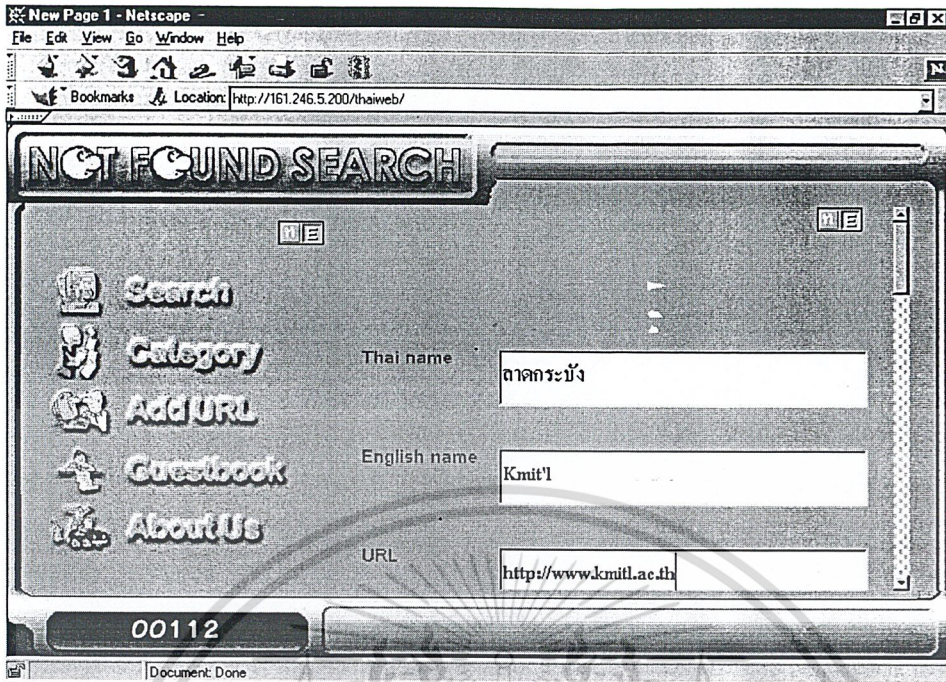 New Page 1 - Netscape
File Edit View Go Window Help
Bookmarks Location: http://161.246.5.200/thaiweb/
N
NOT FOUND SEARCH
ก E
ก E
Search
Category
Add URL
Guestbook
About Us
Thai name
ลาดกระบัง
English name
Kmit'l
URL
http://www.kmitl.ac.th
00112
Document: Done